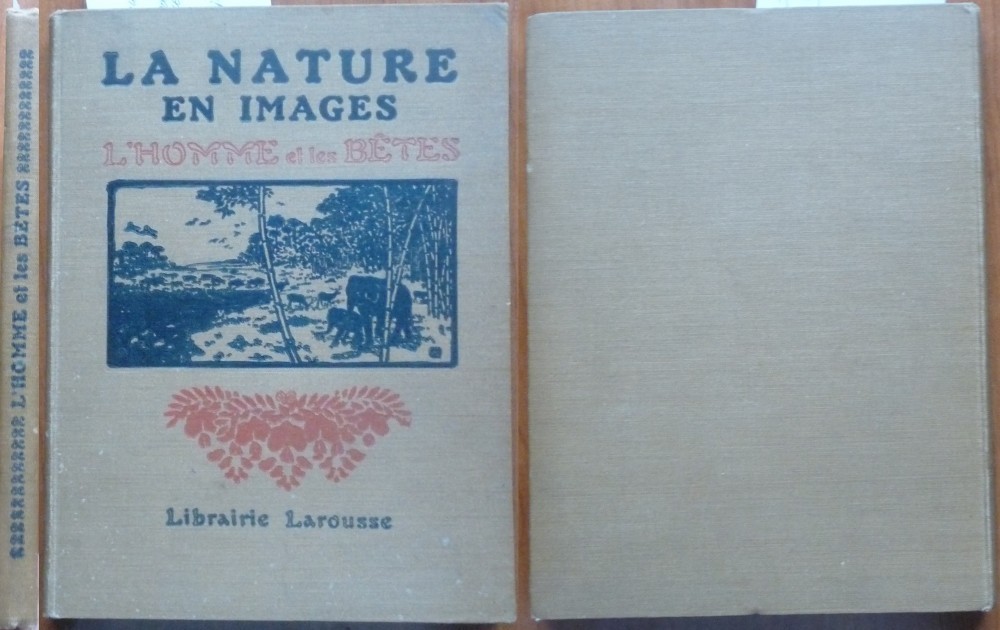 L'HOMME et les BÊTES
LA NATURE
EN IMAGES
L'HOMME et les BÊTES
Librairie Larousse